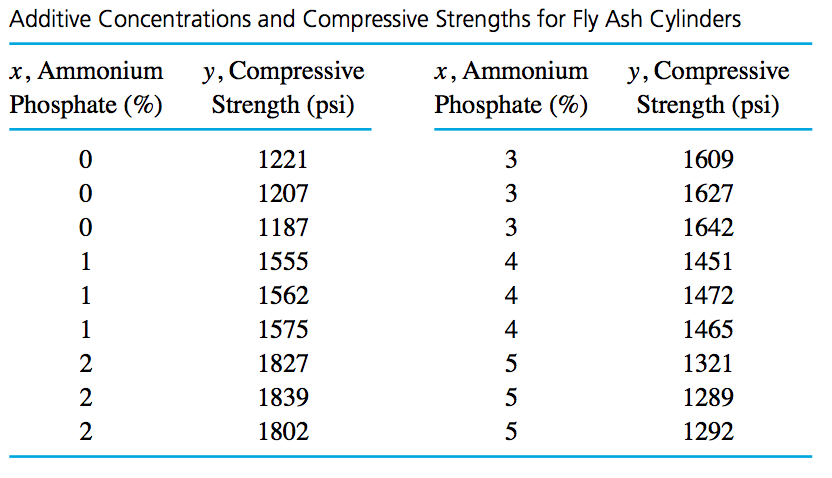 Additive Concentrations and Compressive Strengths for Fly Ash Cylinders
x, Ammonium y, Compressive x, Ammonium y, Compressive
Phosphate (%) Strength (psi) Phosphate (%) Strength (psi)
0 1221 3 1609
0 1207 3 1627
0 1187 3 1642
1 1555 4 1451
1 1562 4 1472
1 1575 4 1465
2 1827 5 1321
2 1839 5 1289
2 1802 5 1292